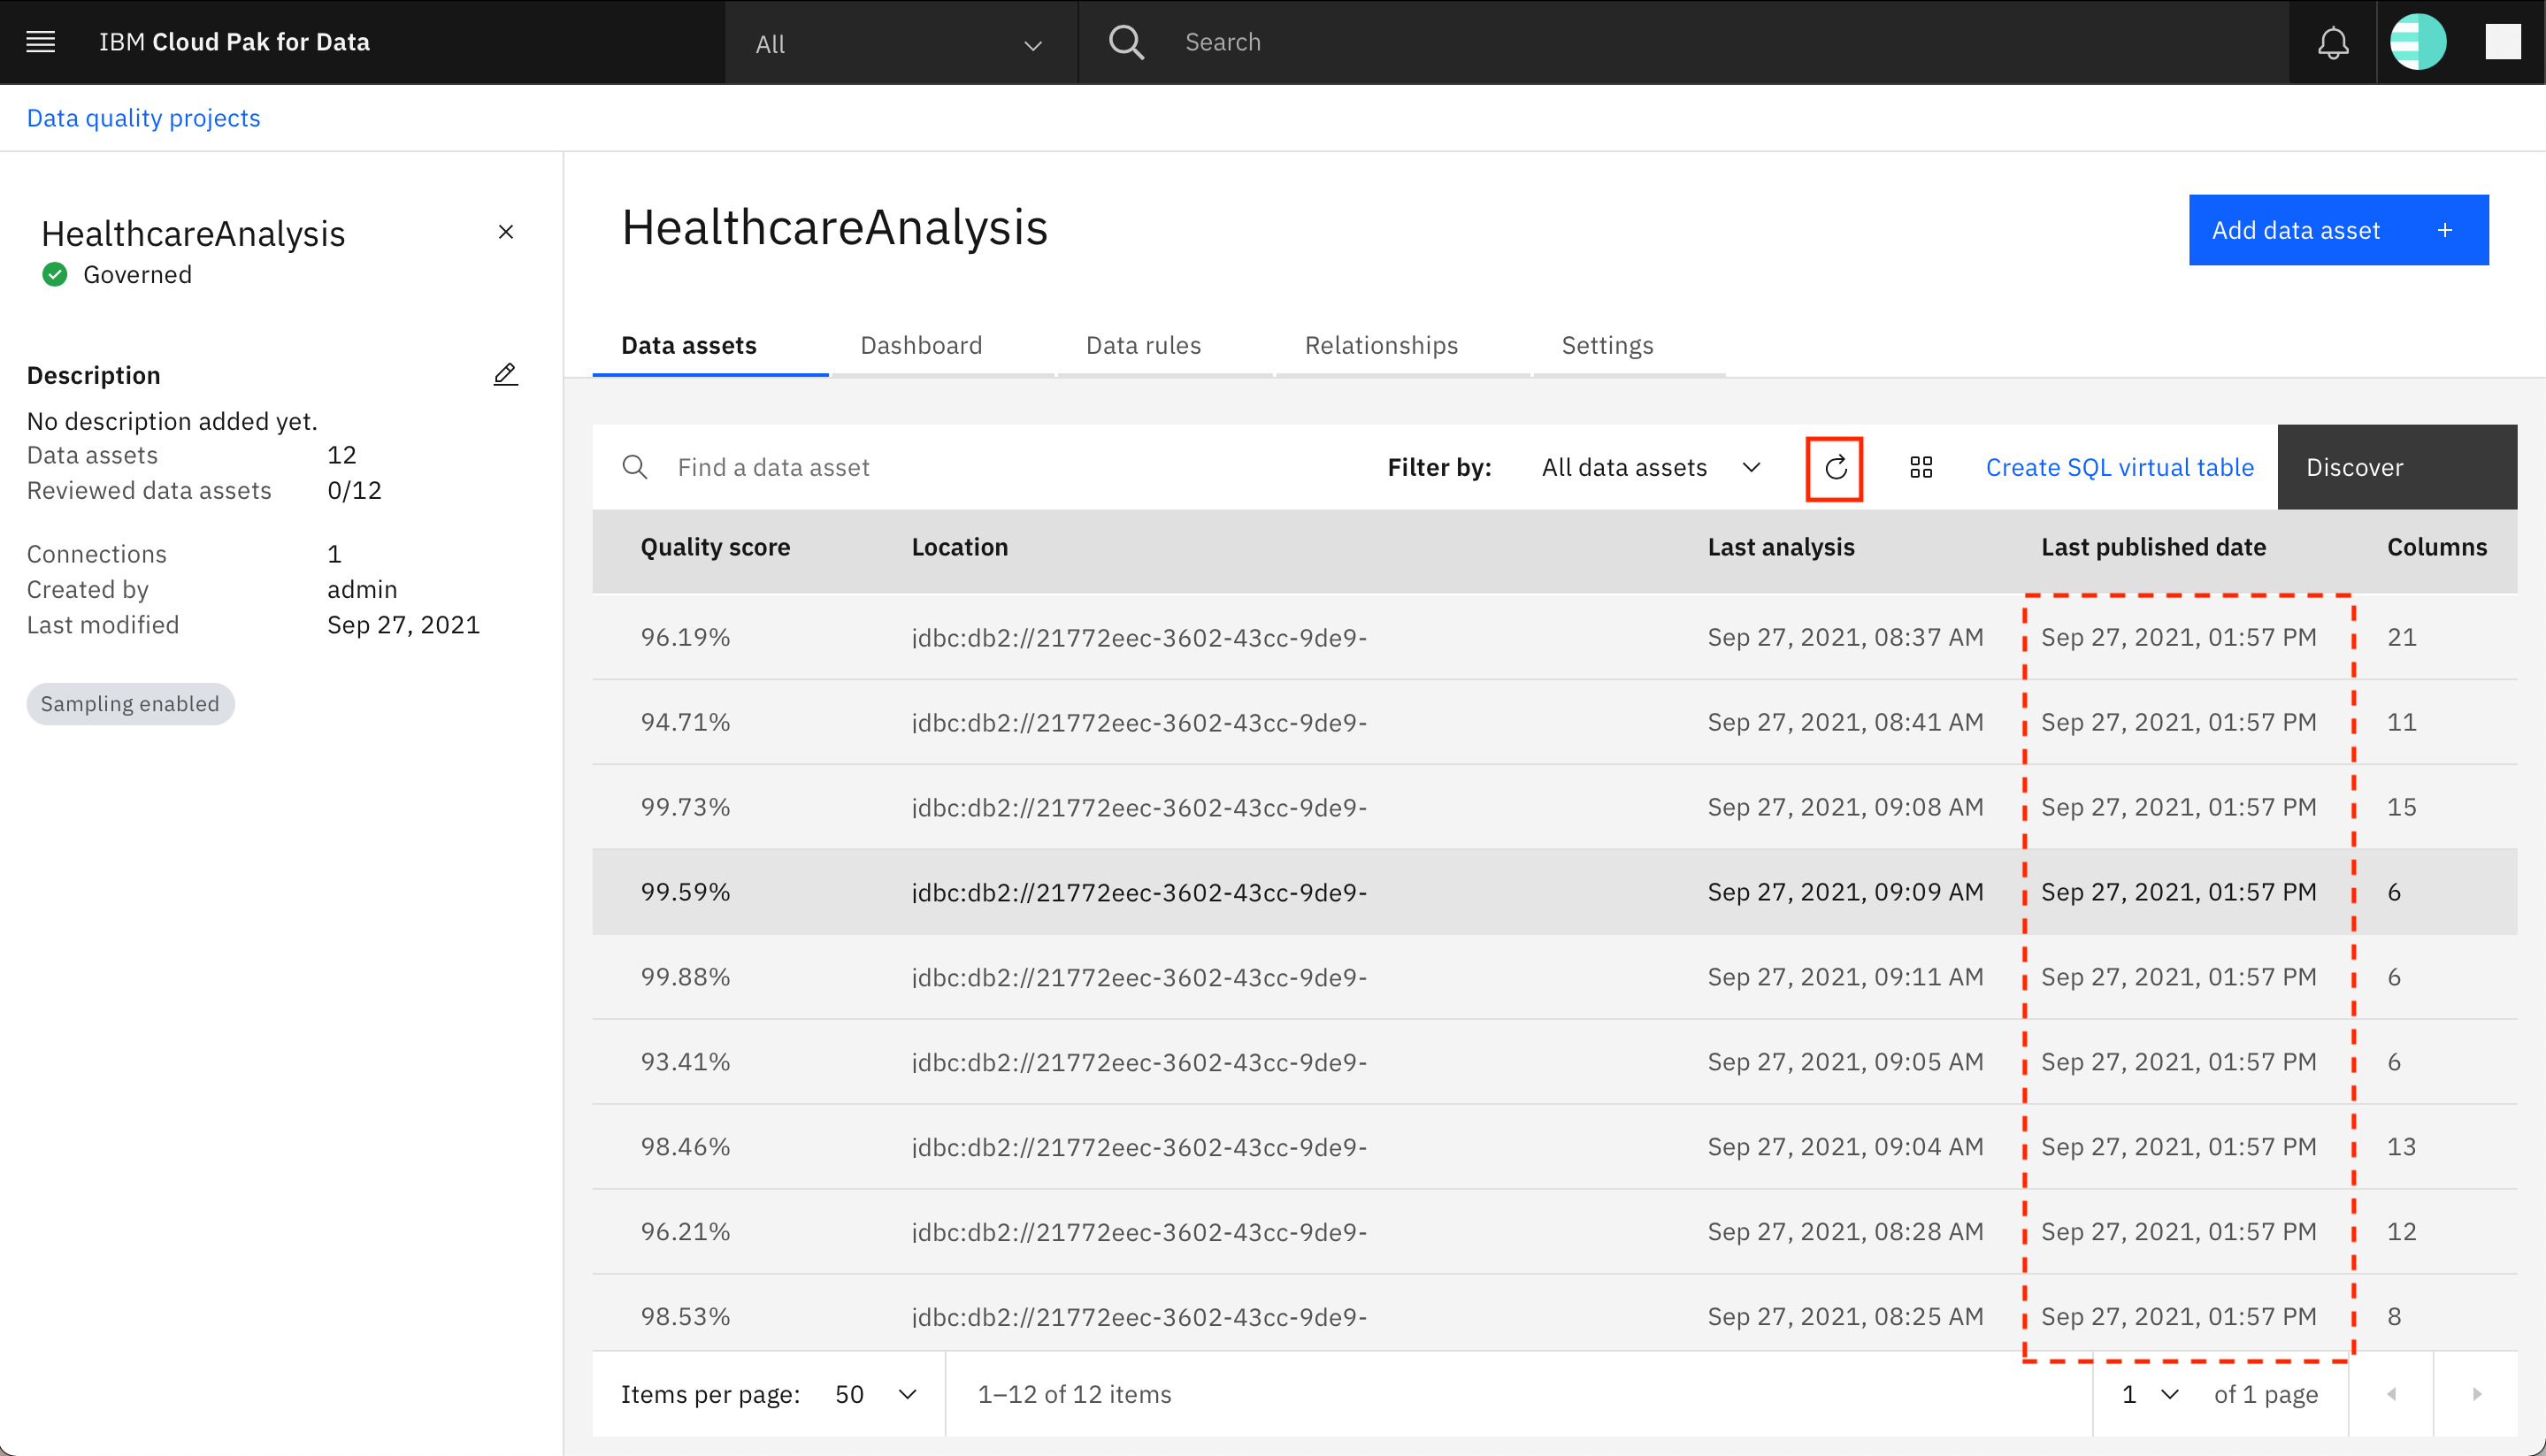 IBM Cloud Pak for Data
All
Search
Data quality projects
HealthcareAnalysis
Governed
Description
No description added yet.
Data assets 12
Reviewed data assets 0/12
Connections 1
Created by admin
Last modified Sep 27, 2021
Sampling enabled
HealthcareAnalysis
Add data asset +
Data assets Dashboard Data rules Relationships Settings
Find a data asset Filter by: All data assets Create SQL virtual table Discover
Quality score Location Last analysis Last published date Columns
96.19% jdbc:db2://21772eec-3602-43cc-9de9- Sep 27, 2021, 08:37 AM Sep 27, 2021, 01:57 PM 21
94.71% jdbc:db2://21772eec-3602-43cc-9de9- Sep 27, 2021, 08:41 AM Sep 27, 2021, 01:57 PM 11
99.73% jdbc:db2://21772eec-3602-43cc-9de9- Sep 27, 2021, 09:08 AM Sep 27, 2021, 01:57 PM 15
99.59% jdbc:db2://21772eec-3602-43cc-9de9- Sep 27, 2021, 09:09 AM Sep 27, 2021, 01:57 PM 6
99.88% jdbc:db2://21772eec-3602-43cc-9de9- Sep 27, 2021, 09:11 AM Sep 27, 2021, 01:57 PM 6
93.41% jdbc:db2://21772eec-3602-43cc-9de9- Sep 27, 2021, 09:05 AM Sep 27, 2021, 01:57 PM 6
98.46% jdbc:db2://21772eec-3602-43cc-9de9- Sep 27, 2021, 09:04 AM Sep 27, 2021, 01:57 PM 13
96.21% jdbc:db2://21772eec-3602-43cc-9de9- Sep 27, 2021, 08:28 AM Sep 27, 2021, 01:57 PM 12
98.53% jdbc:db2://21772eec-3602-43cc-9de9- Sep 27, 2021, 08:25 AM Sep 27, 2021, 01:57 PM 8
Items per page: 50 1–12 of 12 items 1 of 1 page